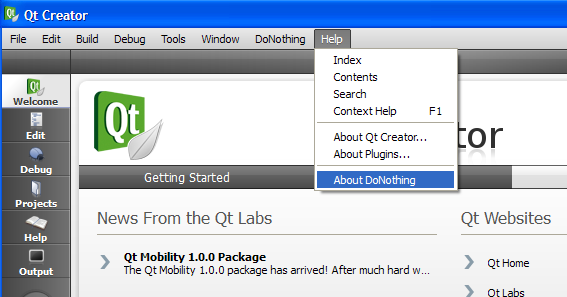 Qt Creator
File Edit Build Debug Tools Window DoNothing Help
Index
Contents
Search
Context Help F1
About Qt Creator...
About Plugins...
About DoNothing
Welcome
Edit
Debug
Projects
Help
Output
Qt
tor
Getting Started
News From the Qt Labs
Qt Mobility 1.0.0 Package
The Qt Mobility 1.0.0 package has arrived! After much hard w...
Qt Websites
Qt Home
Qt Labs